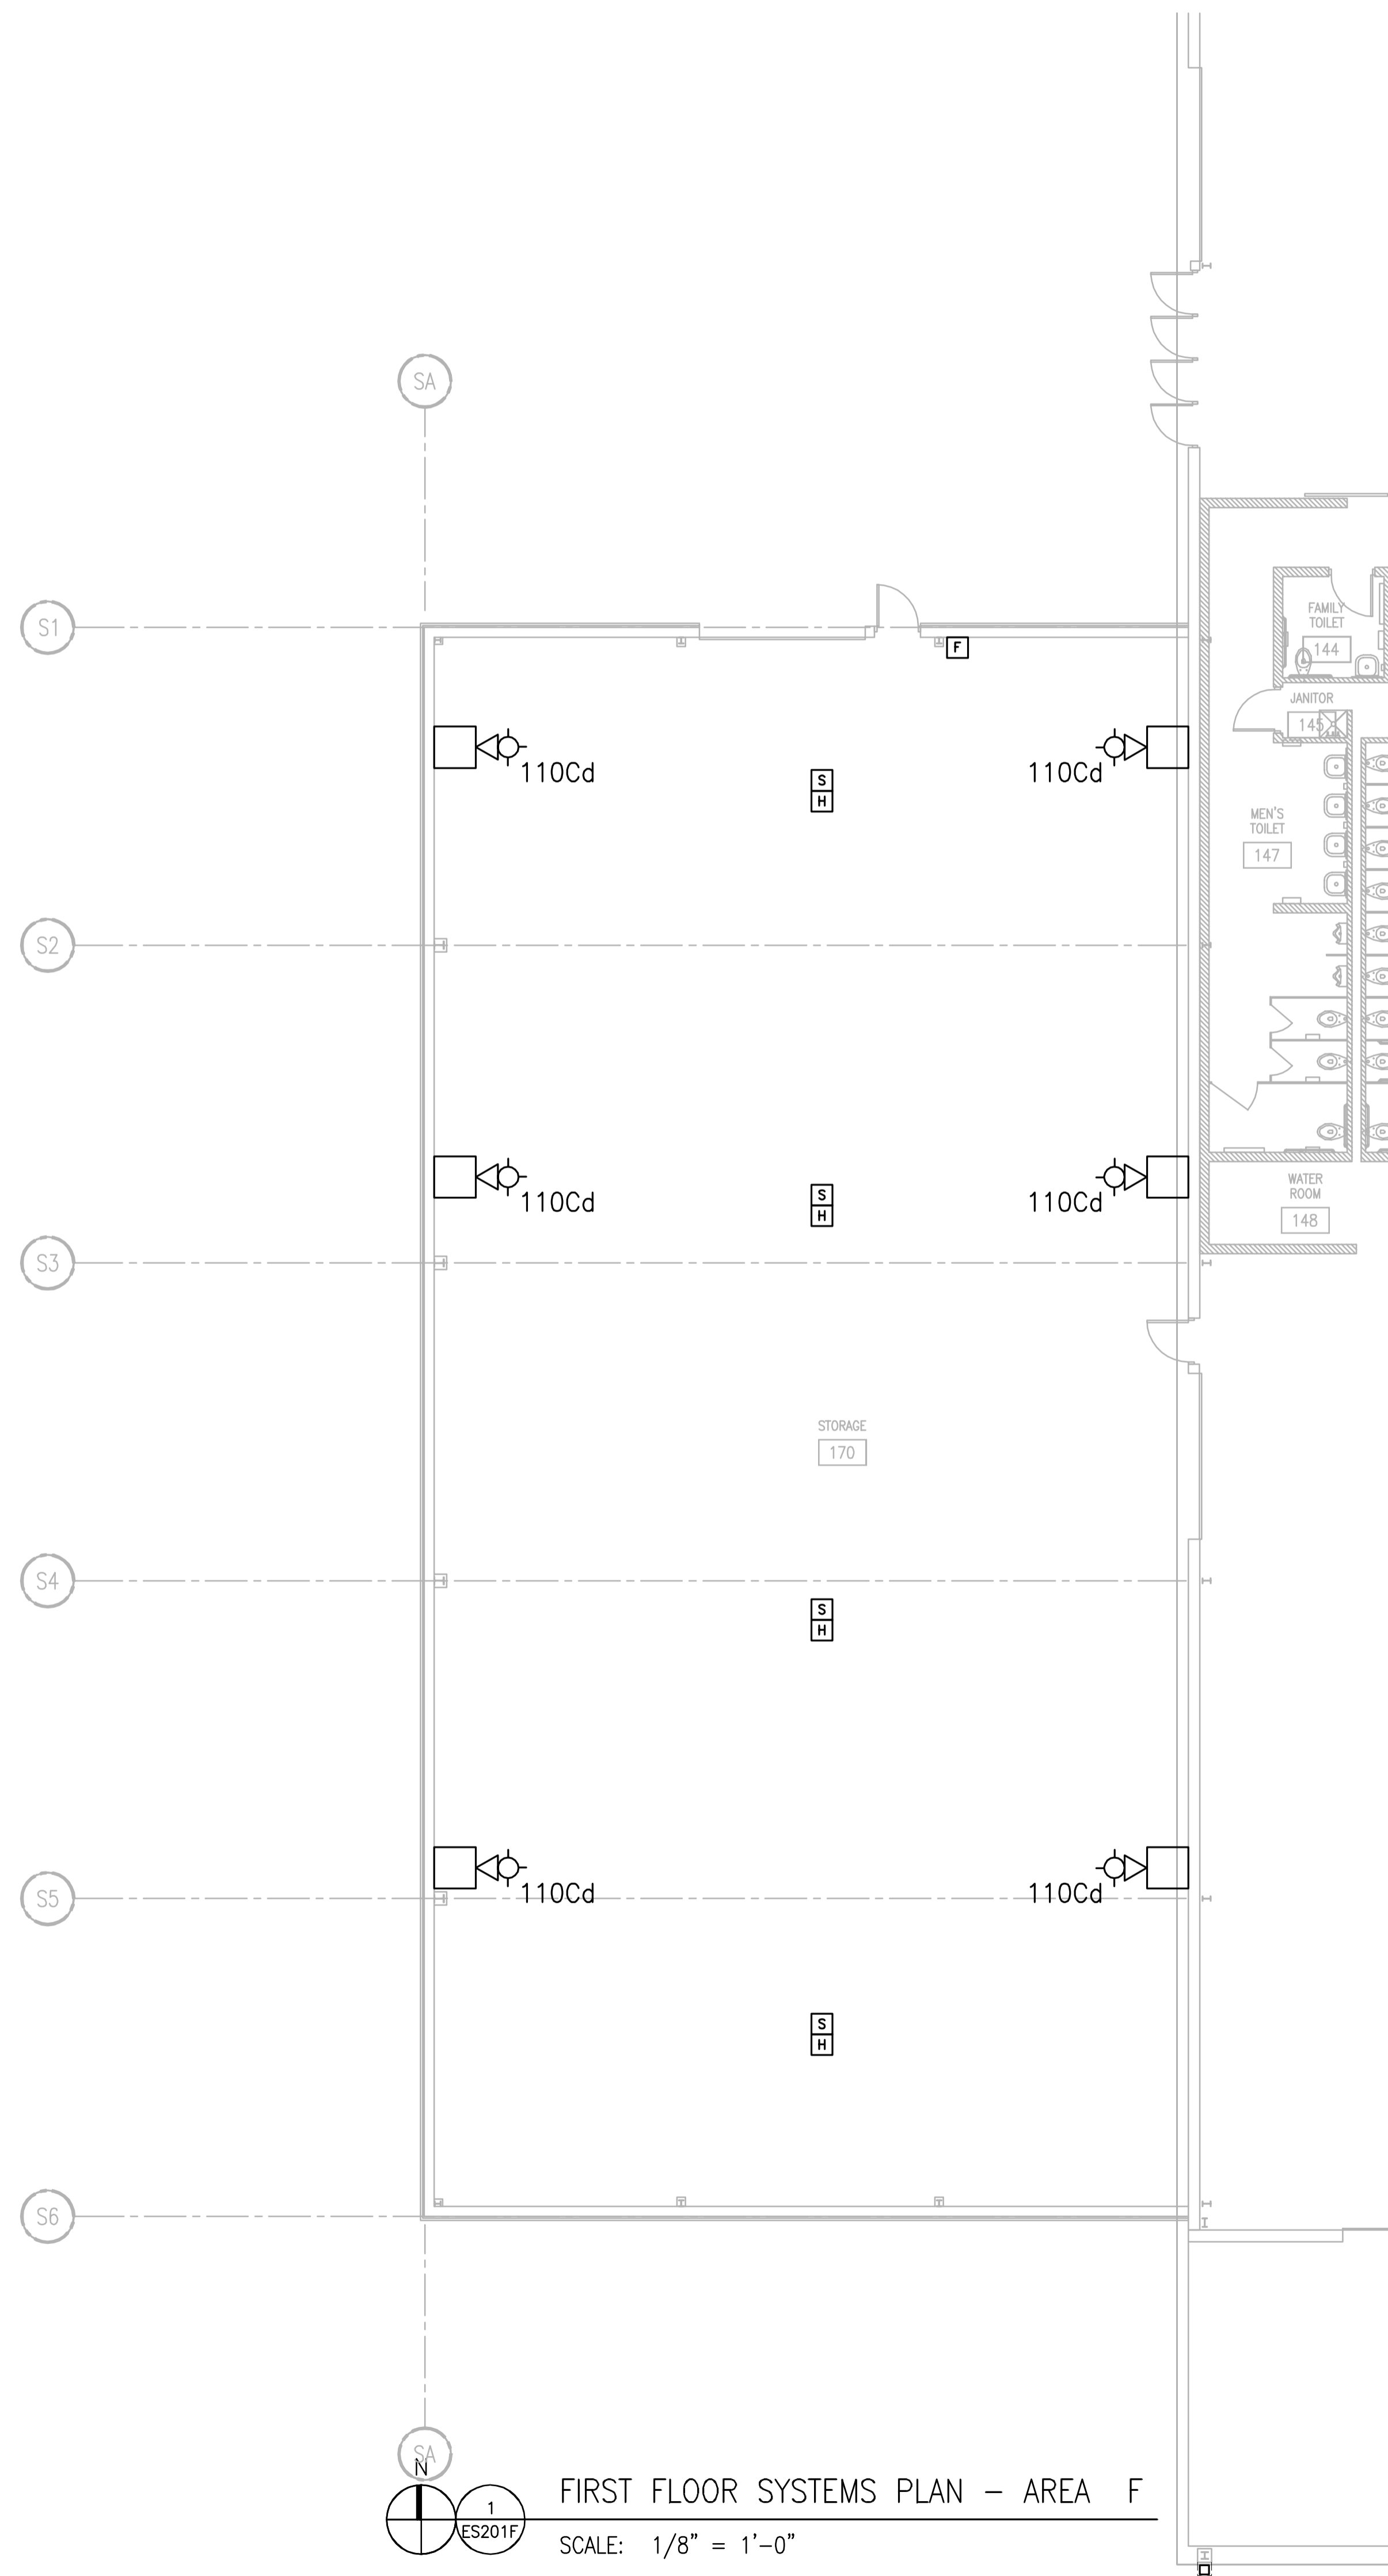 SA
S1
F
FAMILY
TOILET
144
JANITOR
145
110Cd
110Cd
S
H
MEN'S
TOILET
147
S2
110Cd
110Cd
S
H
WATER
ROOM
148
S3
STORAGE
170
S4
S
H
110Cd
110Cd
S5
S
H
S6
SA
N
1
ES201F
FIRST FLOOR SYSTEMS PLAN - AREA F
SCALE: 1/8" = 1'-0"